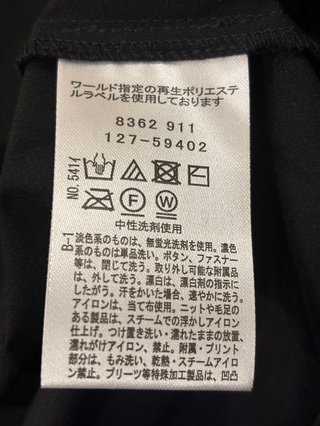 ワールド指定の再生ポリエステ
ルラベルを使用しております
8362 911
127-59402
NO. 5414
F
W
中性洗剤使用
B-1
淡色系のものは、無蛍光洗剤を使用。濃色
系のものは単品洗い。ボタン、ファスナー
等は、閉じて洗う。取り外し可能な附属品
は、外して洗う。漂白は、漂白剤の指示に
したがう。汗をかいた場合、速やかに洗う。
アイロンは、当て布使用。ニットや毛足の
ある製品は、スチームでの浮かしアイロン
仕上げ。つけ置き洗い・濡れたままの放置、
濡れがけアイロン、禁止。附属・プリント
部分は、もみ洗い、乾熱・スチームアイロ
ン禁止。プリーツ等特殊加工製品は、凹凸